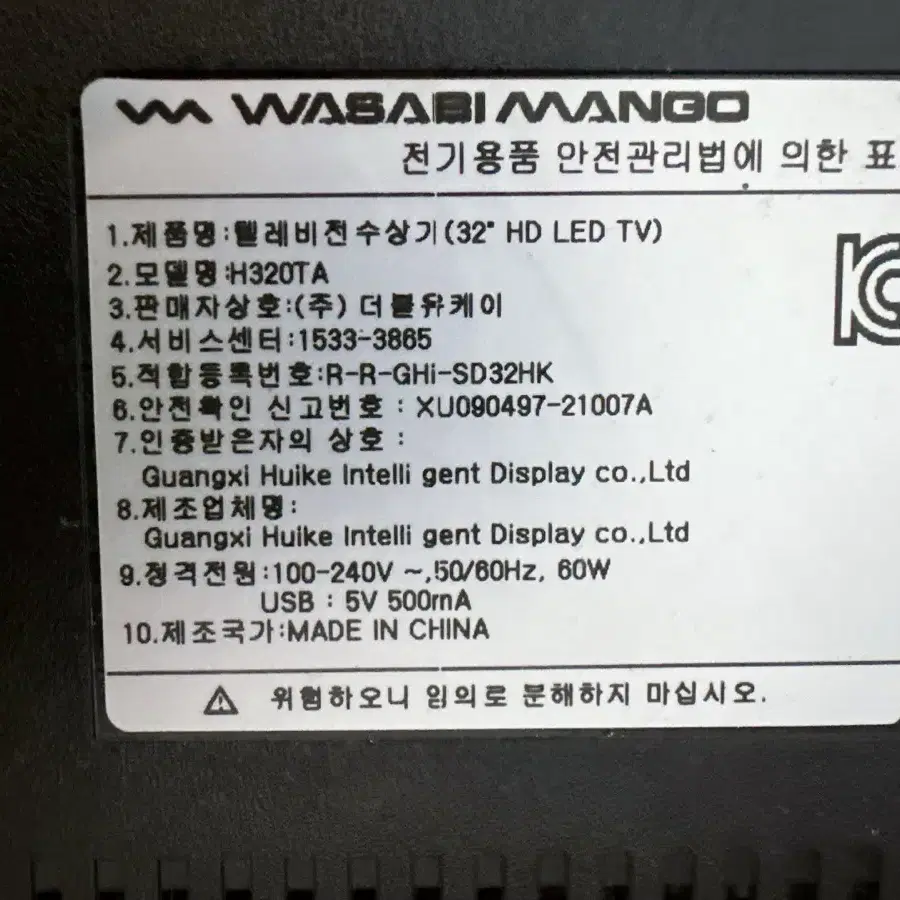 WASABI MANGO
전기용품 안전관리법에 의한 표
1.제품명:텔레비전수상기(32" HD LED TV)
2.모델명:H320TA
3.판매자상호:(주) 더블유케이
4.서비스센터:1533-3865
5.적합등록번호:R-R-GHi-SD32HK
6.안전확인 신고번호 : XU090497-21007A
7.인증받은자의 상호 :
Guangxi Huike Intelli gent Display co.,Ltd
8.제조업체명:
Guangxi Huike Intelli gent Display co.,Ltd
9.정격전원:100-240V ~,50/60Hz, 60W
USB : 5V 500mA
10.제조국가:MADE IN CHINA
위험하오니 임의로 분해하지 마십시오.